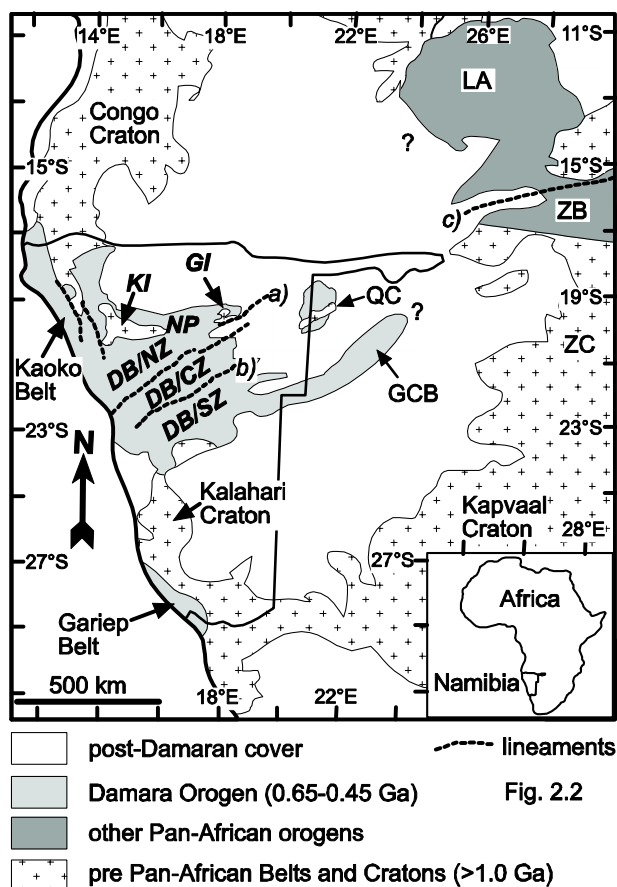 14°E 18°E 22°E 26°E 11°S
LA
Congo
Craton
?
15°S 15°S
c)
ZB
GI
KI
a)
QC
19°S
NP
?
ZC
DB/NZ
Kaoko
Belt
b)
DB/CZ
GCB
DB/SZ
23°S 23°S
N
Kalahari
Craton
Kapvaal
Craton
28°E
27°S 27°S
Africa
Gariep
Belt
Namibia
500 km
18°E 22°E
post-Damaran cover
lineaments
Damara Orogen (0.65-0.45 Ga)
Fig. 2.2
other Pan-African orogens
pre Pan-African Belts and Cratons (>1.0 Ga)